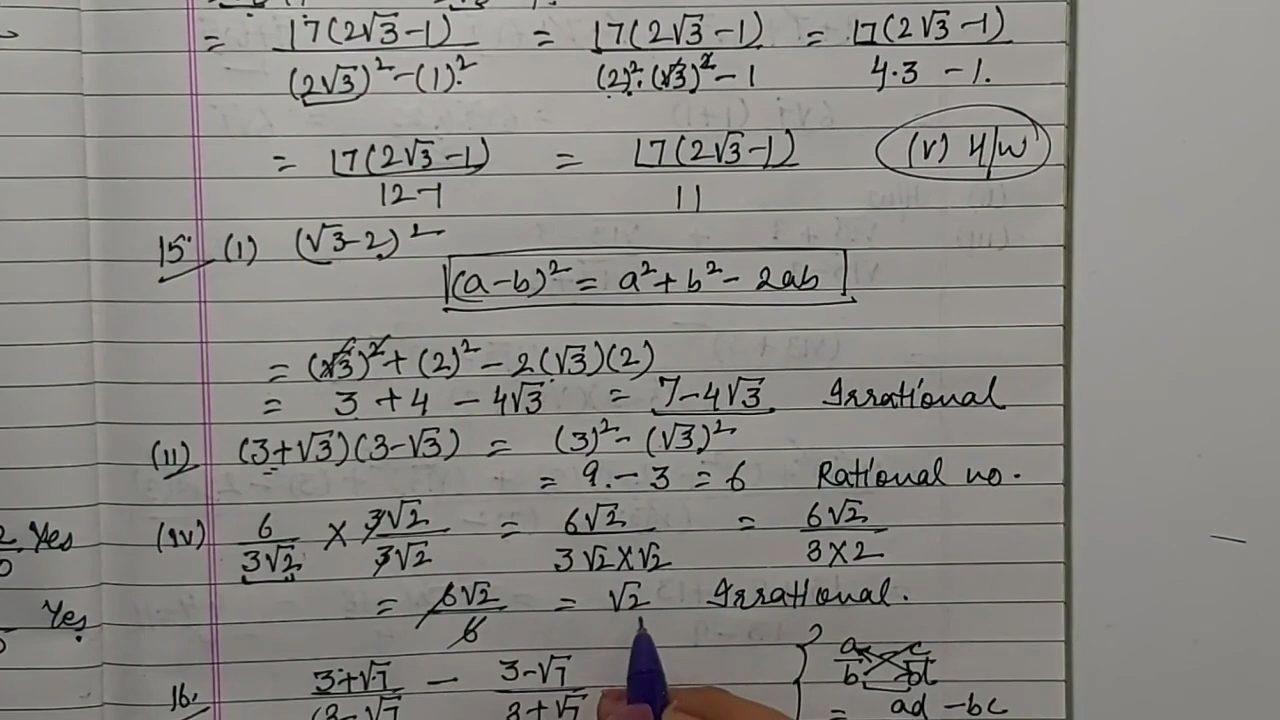 = 17(2√3-1)/(2√3)²-(1)² = 17(2√3-1)/(2)²·(√3)²-1 = 17(2√3-1)/4·3 -1.
= 17(2√3-1)/12-1 = 17(2√3-1)/11 (V) H/W
15. (I) (√3-2)²
(a-b)² = a²+b²- 2ab
= (√3)²+(2)²-2(√3)(2)
= 3+4 - 4√3 = 7-4√3 Irrational
(II) (3+√3)(3-√3) = (3)²-(√3)²
= 9.-3 = 6 Rational no.
Yes (IV) 6/3√2 × 3√2/3√2 = 6√2/3√2×√2 = 6√2/3×2
Yes. = 6√2/6 = √2 Irrational.
16. 3+√7/(3-√7 - 3-√7/3+√7 } a/b c/d
= ad-bc